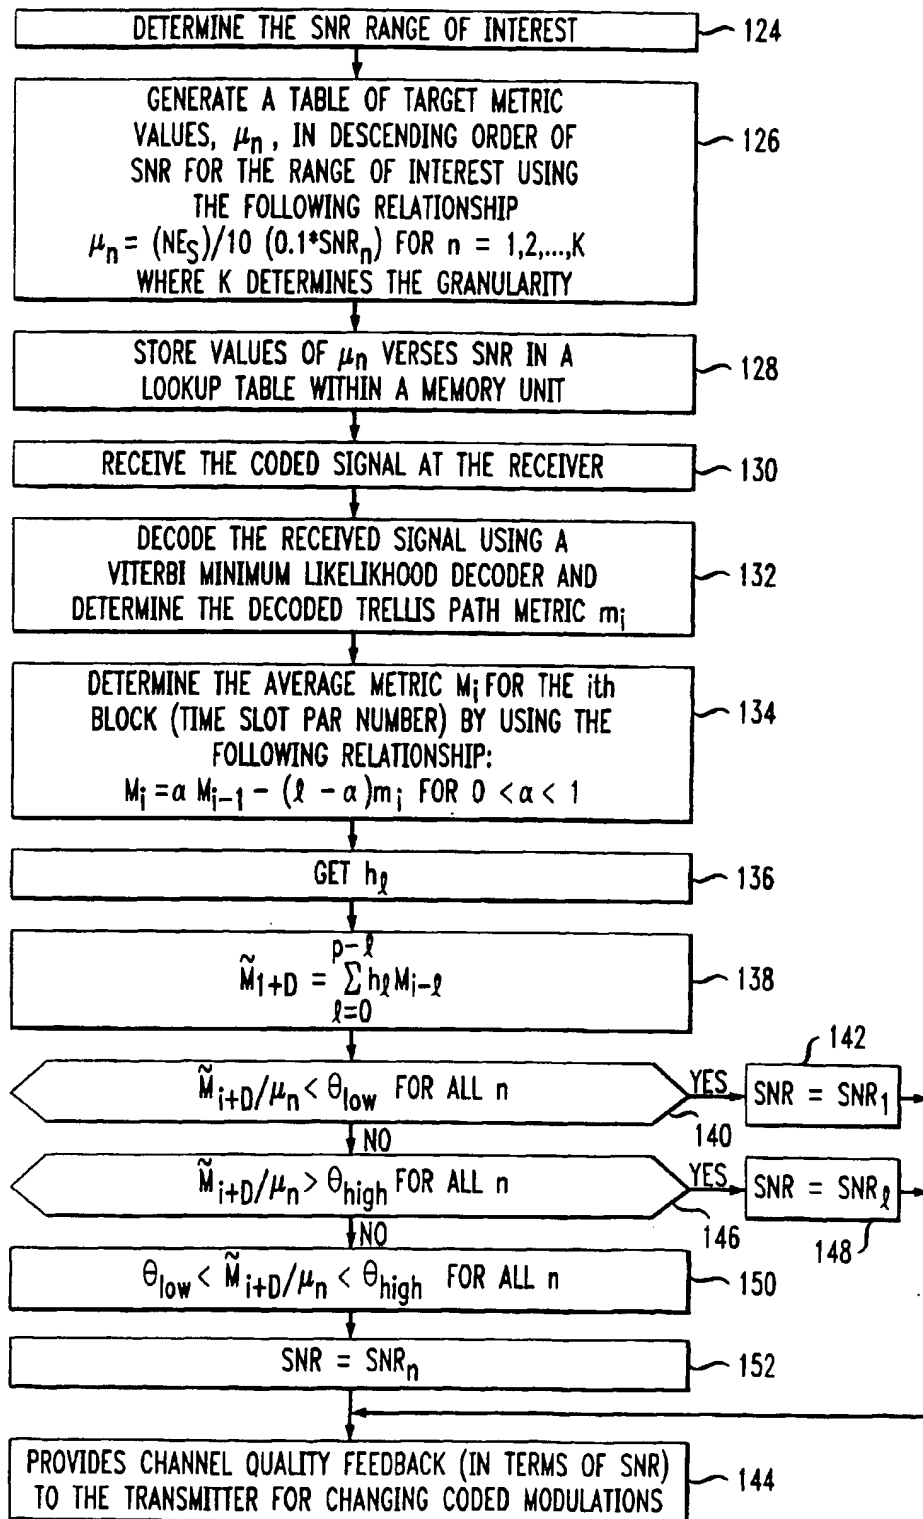 DETERMINE THE SNR RANGE OF INTEREST
124
GENERATE A TABLE OF TARGET METRIC
VALUES, μn, IN DESCENDING ORDER OF
SNR FOR THE RANGE OF INTEREST USING
THE FOLLOWING RELATIONSHIP
μn = (NES)/10 (0.1*SNRn) FOR n = 1,2,...,K
WHERE K DETERMINES THE GRANULARITY
126
STORE VALUES OF μn VERSES SNR IN A
LOOKUP TABLE WITHIN A MEMORY UNIT
128
RECEIVE THE CODED SIGNAL AT THE RECEIVER
130
DECODE THE RECEIVED SIGNAL USING A
VITERBI MINIMUM LIKELIKHOOD DECODER AND
DETERMINE THE DECODED TRELLIS PATH METRIC mi
132
DETERMINE THE AVERAGE METRIC Mi FOR THE ith
BLOCK (TIME SLOT PAR NUMBER) BY USING THE
FOLLOWING RELATIONSHIP:
Mi = α Mi-1 - (ℓ - α)mi FOR 0 < α < 1
134
GET hℓ
136
p-ℓ
M̃1+D = Σ hℓMi-ℓ
ℓ=0
138
M̃i+D/μn < θlow FOR ALL n
140
YES
142
SNR = SNR1
NO
M̃i+D/μn > θhigh FOR ALL n
146
YES
SNR = SNRℓ
148
NO
θlow < M̃i+D/μn < θhigh FOR ALL n
150
SNR = SNRn
152
PROVIDES CHANNEL QUALITY FEEDBACK (IN TERMS OF SNR)
TO THE TRANSMITTER FOR CHANGING CODED MODULATIONS
144